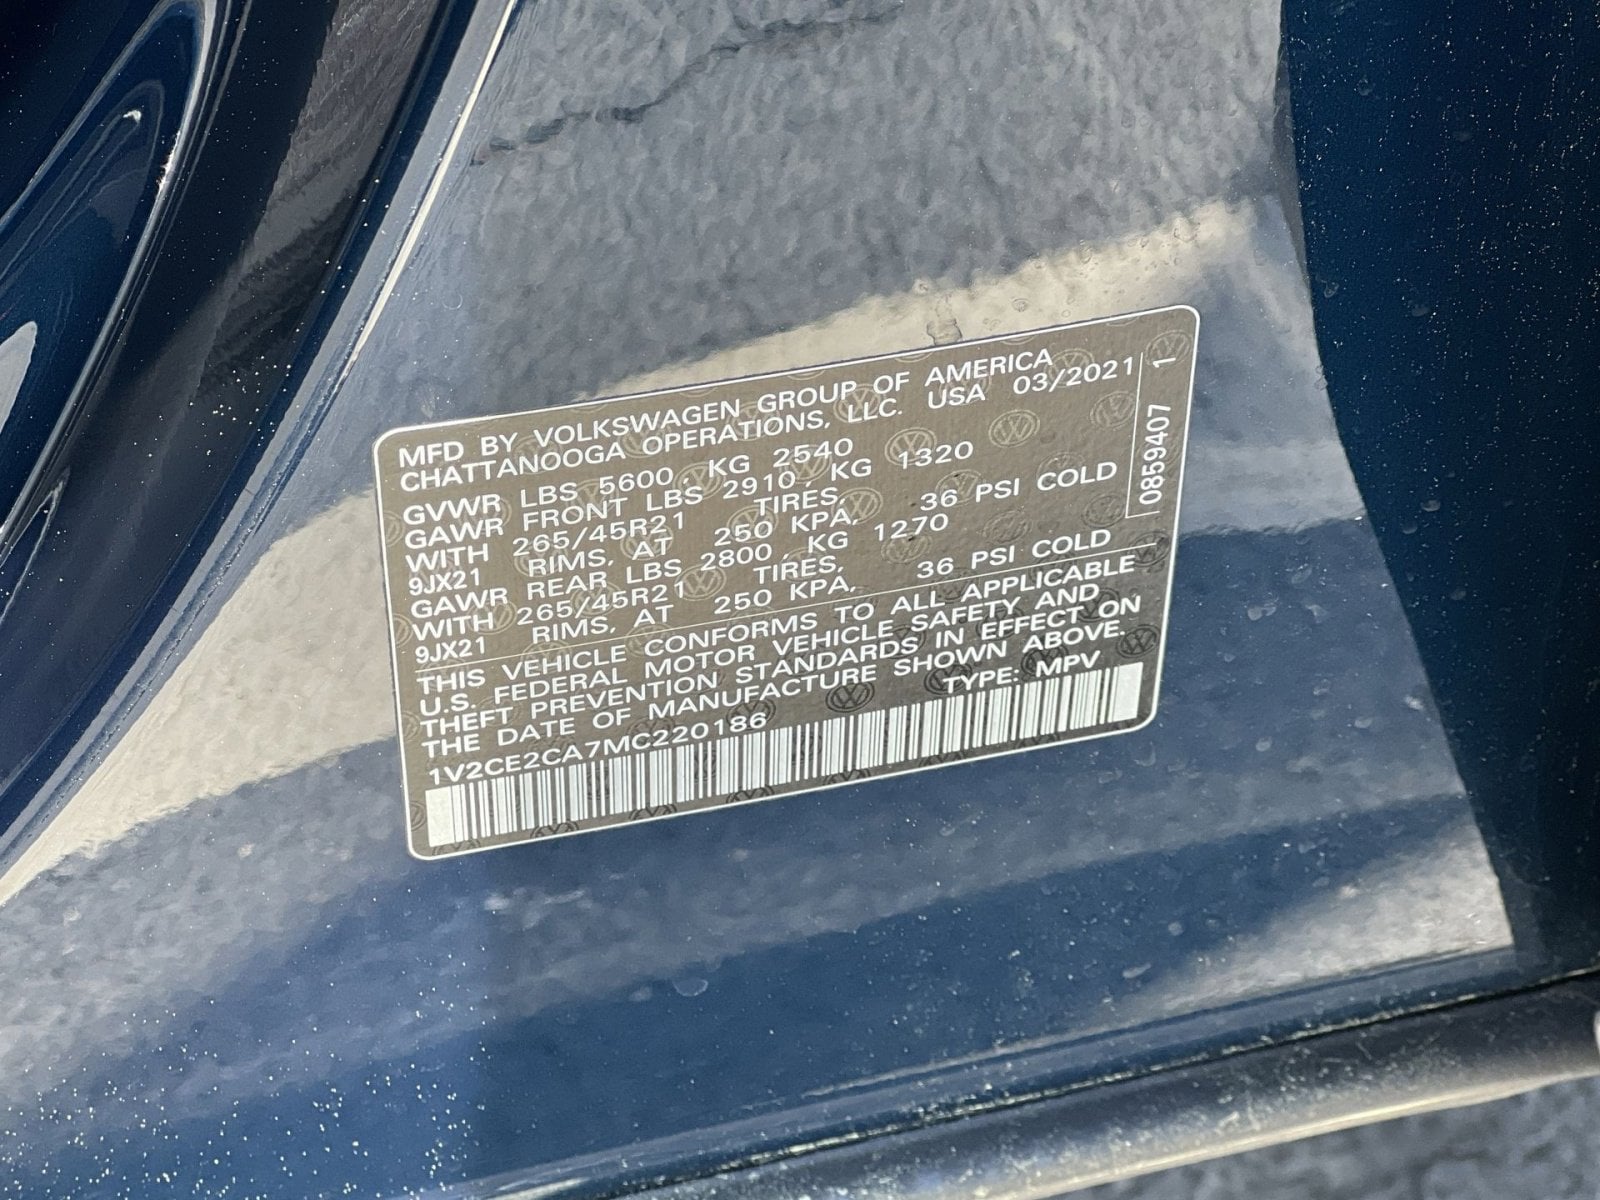 MFD BY VOLKSWAGEN GROUP OF AMERICA
CHATTANOOGA OPERATIONS, LLC. USA 03/2021
GVWR LBS 5600, KG 2540
GAWR FRONT LBS 2910 KG 1320
WITH 265/45R21 TIRES,
9JX21 RIMS, AT 250 KPA, 36 PSI COLD
GAWR REAR LBS 2800, KG 1270
WITH 265/45R21 TIRES,
9JX21 RIMS, AT 250 KPA, 36 PSI COLD
THIS VEHICLE CONFORMS TO ALL APPLICABLE
U.S. FEDERAL MOTOR VEHICLE SAFETY AND
THEFT PREVENTION STANDARDS IN EFFECT ON
THE DATE OF MANUFACTURE SHOWN ABOVE.
1V2CE2CA7MC220186 TYPE: MPV
0859407 1